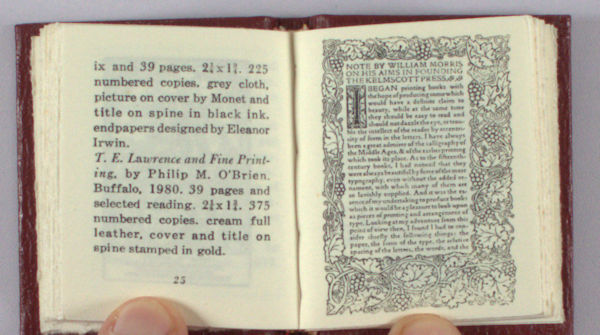 ix and 39 pages. 2¾ x 1¾. 225
numbered copies. grey cloth,
picture on cover by Monet and
title on spine in black ink.
endpapers designed by Eleanor
Irwin.
T. E. Lawrence and Fine Print-
ing. by Philip M. O'Brien.
Buffalo, 1980. 39 pages and
selected reading. 2¾ x 1¾. 375
numbered copies. cream full
leather, cover and title on
spine stamped in gold.
25
NOTE BY WILLIAM MORRIS
ON HIS AIMS IN FOUNDING
THE KELMSCOTT PRESS
I BEGAN printing books with
the hope of producing some which
would have a definite claim to
beauty, while at the same time
they should be easy to read and
should not dazzle the eye, or trou-
ble the intellect of the reader by eccentri-
city of form in the letters. I have always
been a great admirer of the calligraphy of
the Middle Ages, & of the earlier printing
which took its place. As to the fifteenth-
century books, I had noticed that they
were always beautiful by force of the mere
typography, even without the added or-
nament, with which many of them are
so lavishly supplied. And it was the es-
sence of my undertaking to produce books
which it would be a pleasure to look upon
as pieces of printing and arrangement of
type. Looking at my adventure from this
point of view then, I found I had to con-
sider chiefly the following things: the
paper, the form of the type, the relative
spacing of the letters, the words, and the